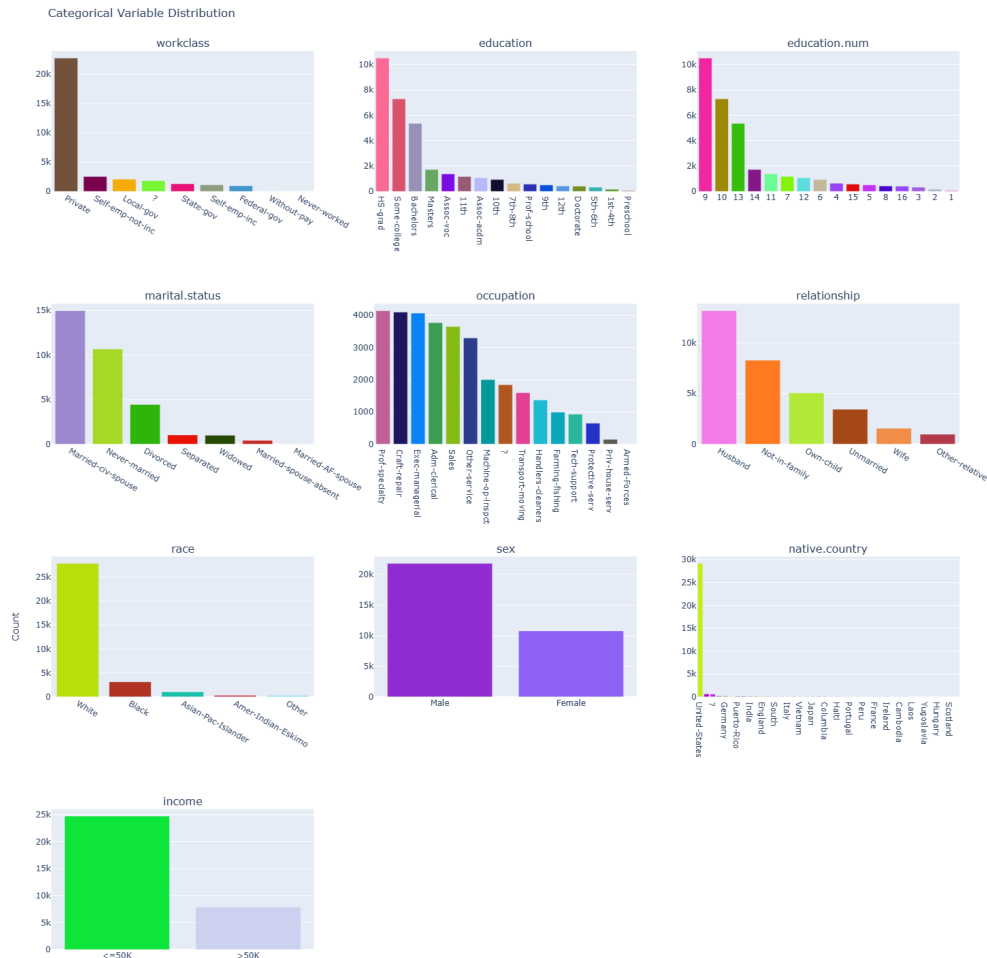 Categorical Variable Distribution
workclass
education
education.num
20k
15k
10k
5k
0
Private
Self-emp-not-inc
Local-gov
?
State-gov
Self-emp-inc
Federal-gov
Without-pay
Never-worked
10k
8k
6k
4k
2k
0
HS-grad
Some-college
Bachelors
Masters
Assoc-voc
11th
Assoc-acdm
10th
7th-8th
Prof-school
9th
12th
Doctorate
5th-6th
1st-4th
Preschool
10k
8k
6k
4k
2k
0
9 10 13 14 11 7 12 6 4 15 5 8 16 3 2 1
marital.status
occupation
relationship
15k
10k
5k
0
Married-civ-spouse
Never-married
Divorced
Separated
Widowed
Married-spouse-absent
Married-AF-spouse
4000
3000
2000
1000
0
Prof-specialty
Craft-repair
Exec-managerial
Adm-clerical
Sales
Other-service
Machine-op-inspct
?
Transport-moving
Handlers-cleaners
Farming-fishing
Tech-support
Protective-serv
Priv-house-serv
Armed-Forces
10k
5k
0
Husband
Not-in-family
Own-child
Unmarried
Wife
Other-relative
race
sex
native.country
Count
25k
20k
15k
10k
5k
0
White
Black
Asian-Pac-Islander
Amer-Indian-Eskimo
Other
20k
15k
10k
5k
0
Male
Female
30k
25k
20k
15k
10k
5k
0
United-States
?
Germany
Puerto-Rico
India
England
South
Italy
Vietnam
Japan
Columbia
Haiti
Portugal
Peru
France
Ireland
Cambodia
Laos
Yugoslavia
Hungary
Scotland
income
25k
20k
15k
10k
5k
0
<=50K
>50K